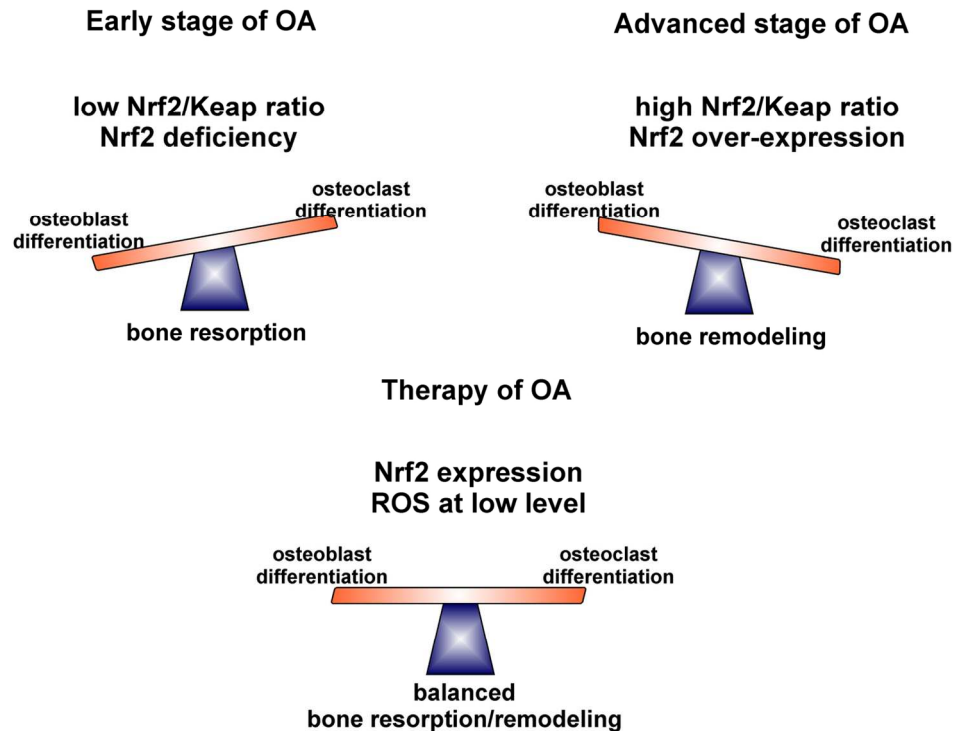 Early stage of OA
low Nrf2/Keap ratio
Nrf2 deficiency
osteoblast
differentiation
osteoclast
differentiation
bone resorption
Advanced stage of OA
high Nrf2/Keap ratio
Nrf2 over-expression
osteoblast
differentiation
osteoclast
differentiation
bone remodeling
Therapy of OA
Nrf2 expression
ROS at low level
osteoblast
differentiation
osteoclast
differentiation
balanced
bone resorption/remodeling